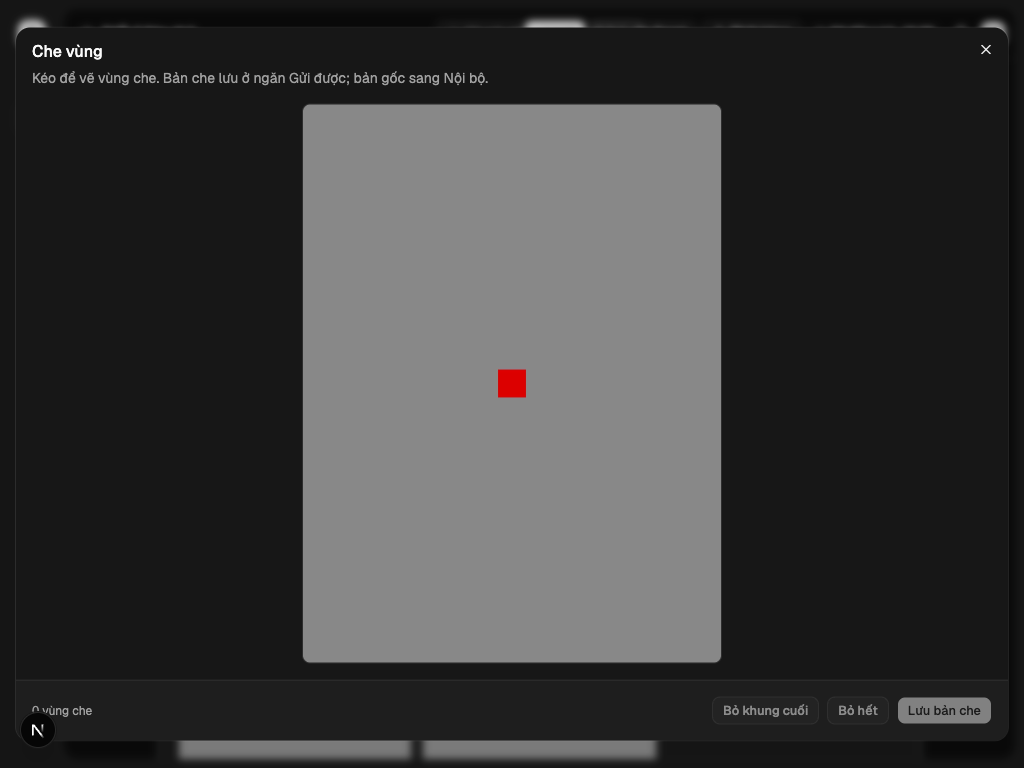 Che vùng
Kéo để vẽ vùng che. Bản che lưu ở ngăn Gửi được; bản gốc sang Nội bộ.
0 vùng che
N
Bỏ khung cuối
Bỏ hết
Lưu bản che